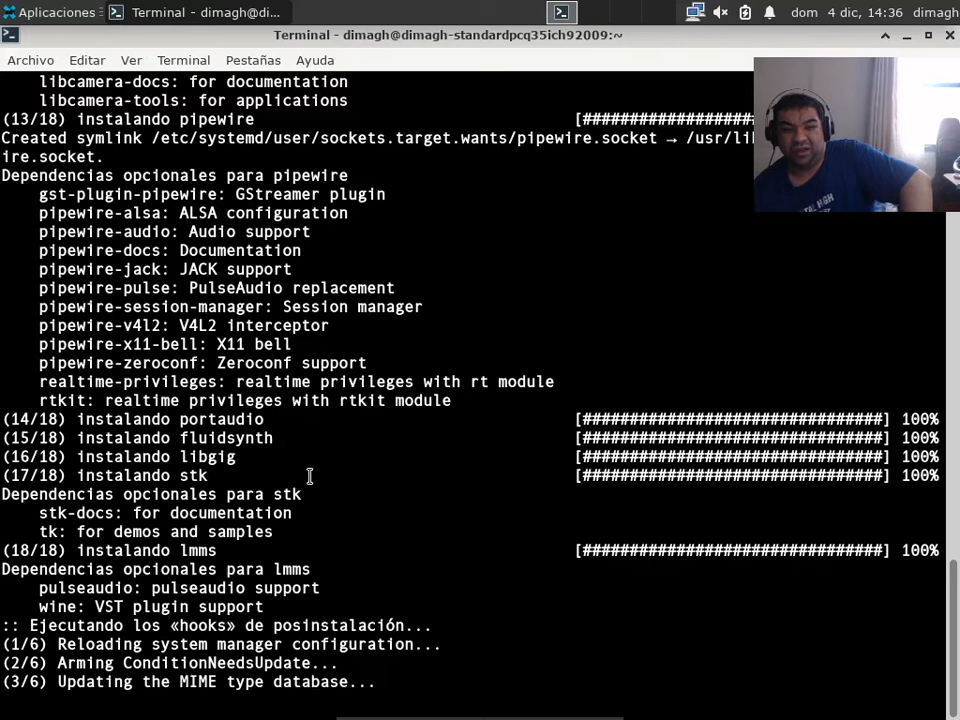 Aplicaciones
Terminal - dimagh@di...
dom 4 dic, 14:36
dimagh
Terminal - dimagh@dimagh-standardpcq35ich92009:~
Archivo Editar Ver Terminal Pestañas Ayuda
libcamera-docs: for documentation
libcamera-tools: for applications
(13/18) instalando pipewire [###################
Created symlink /etc/systemd/user/sockets.target.wants/pipewire.socket → /usr/li
ire.socket.
Dependencias opcionales para pipewire
gst-plugin-pipewire: GStreamer plugin
pipewire-alsa: ALSA configuration
pipewire-audio: Audio support
pipewire-docs: Documentation
pipewire-jack: JACK support
pipewire-pulse: PulseAudio replacement
pipewire-session-manager: Session manager
pipewire-v4l2: V4L2 interceptor
pipewire-x11-bell: X11 bell
pipewire-zeroconf: Zeroconf support
realtime-privileges: realtime privileges with rt module
rtkit: realtime privileges with rtkit module
(14/18) instalando portaudio [################################] 100%
(15/18) instalando fluidsynth [################################] 100%
(16/18) instalando libgig [################################] 100%
(17/18) instalando stk [################################] 100%
Dependencias opcionales para stk
stk-docs: for documentation
tk: for demos and samples
(18/18) instalando lmms [################################] 100%
Dependencias opcionales para lmms
pulseaudio: pulseaudio support
wine: VST plugin support
:: Ejecutando los «hooks» de posinstalación...
(1/6) Reloading system manager configuration...
(2/6) Arming ConditionNeedsUpdate...
(3/6) Updating the MIME type database...